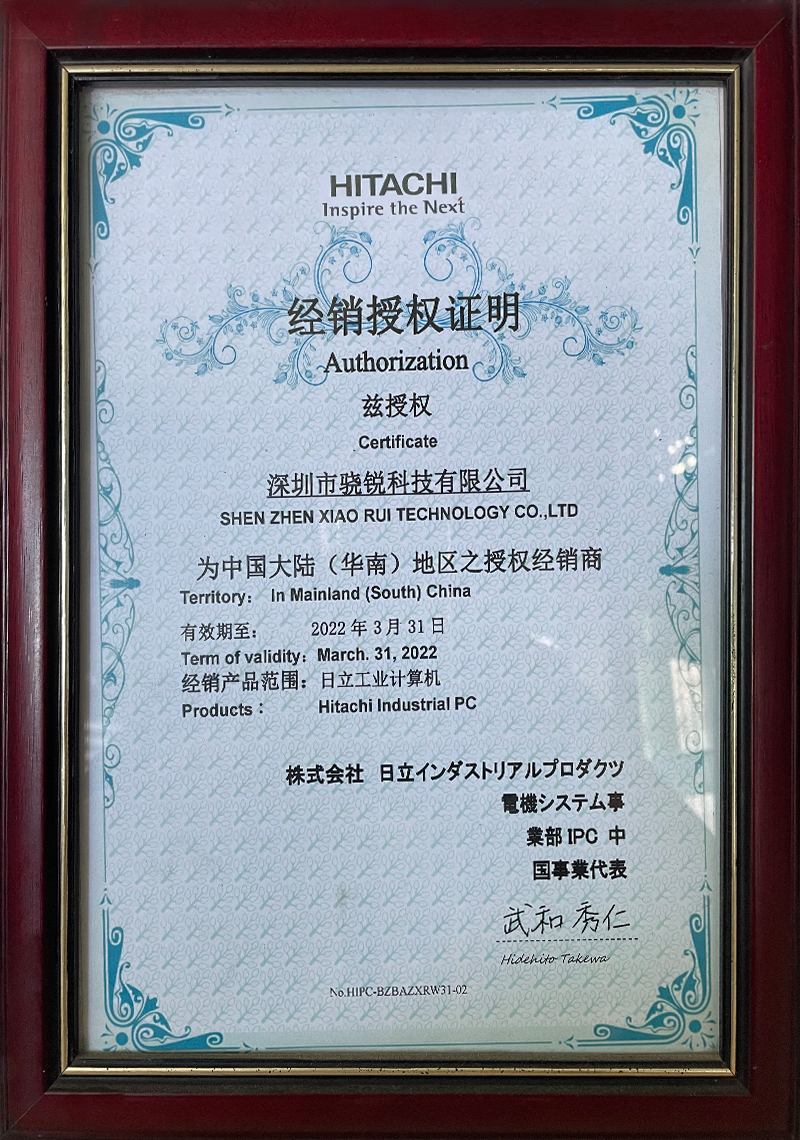 HITACHI
Inspire the Next
经销授权证明
Authorization
兹授权
Certificate
深圳市骁锐科技有限公司
SHEN ZHEN XIAO RUI TECHNOLOGY CO.,LTD
为中国大陆（华南）地区之授权经销商
Territory： In Mainland (South) China
有效期至： 2022 年 3 月 31 日
Term of validity：March. 31, 2022
经销产品范围：日立工业计算机
Products： Hitachi Industrial PC
株式会社 日立インダストリアルプロダクツ
電機システム事
業部 IPC 中
国事業代表
武和 秀仁
Hidehito Takewa
No.HIPC-BZBAZXRW31-02